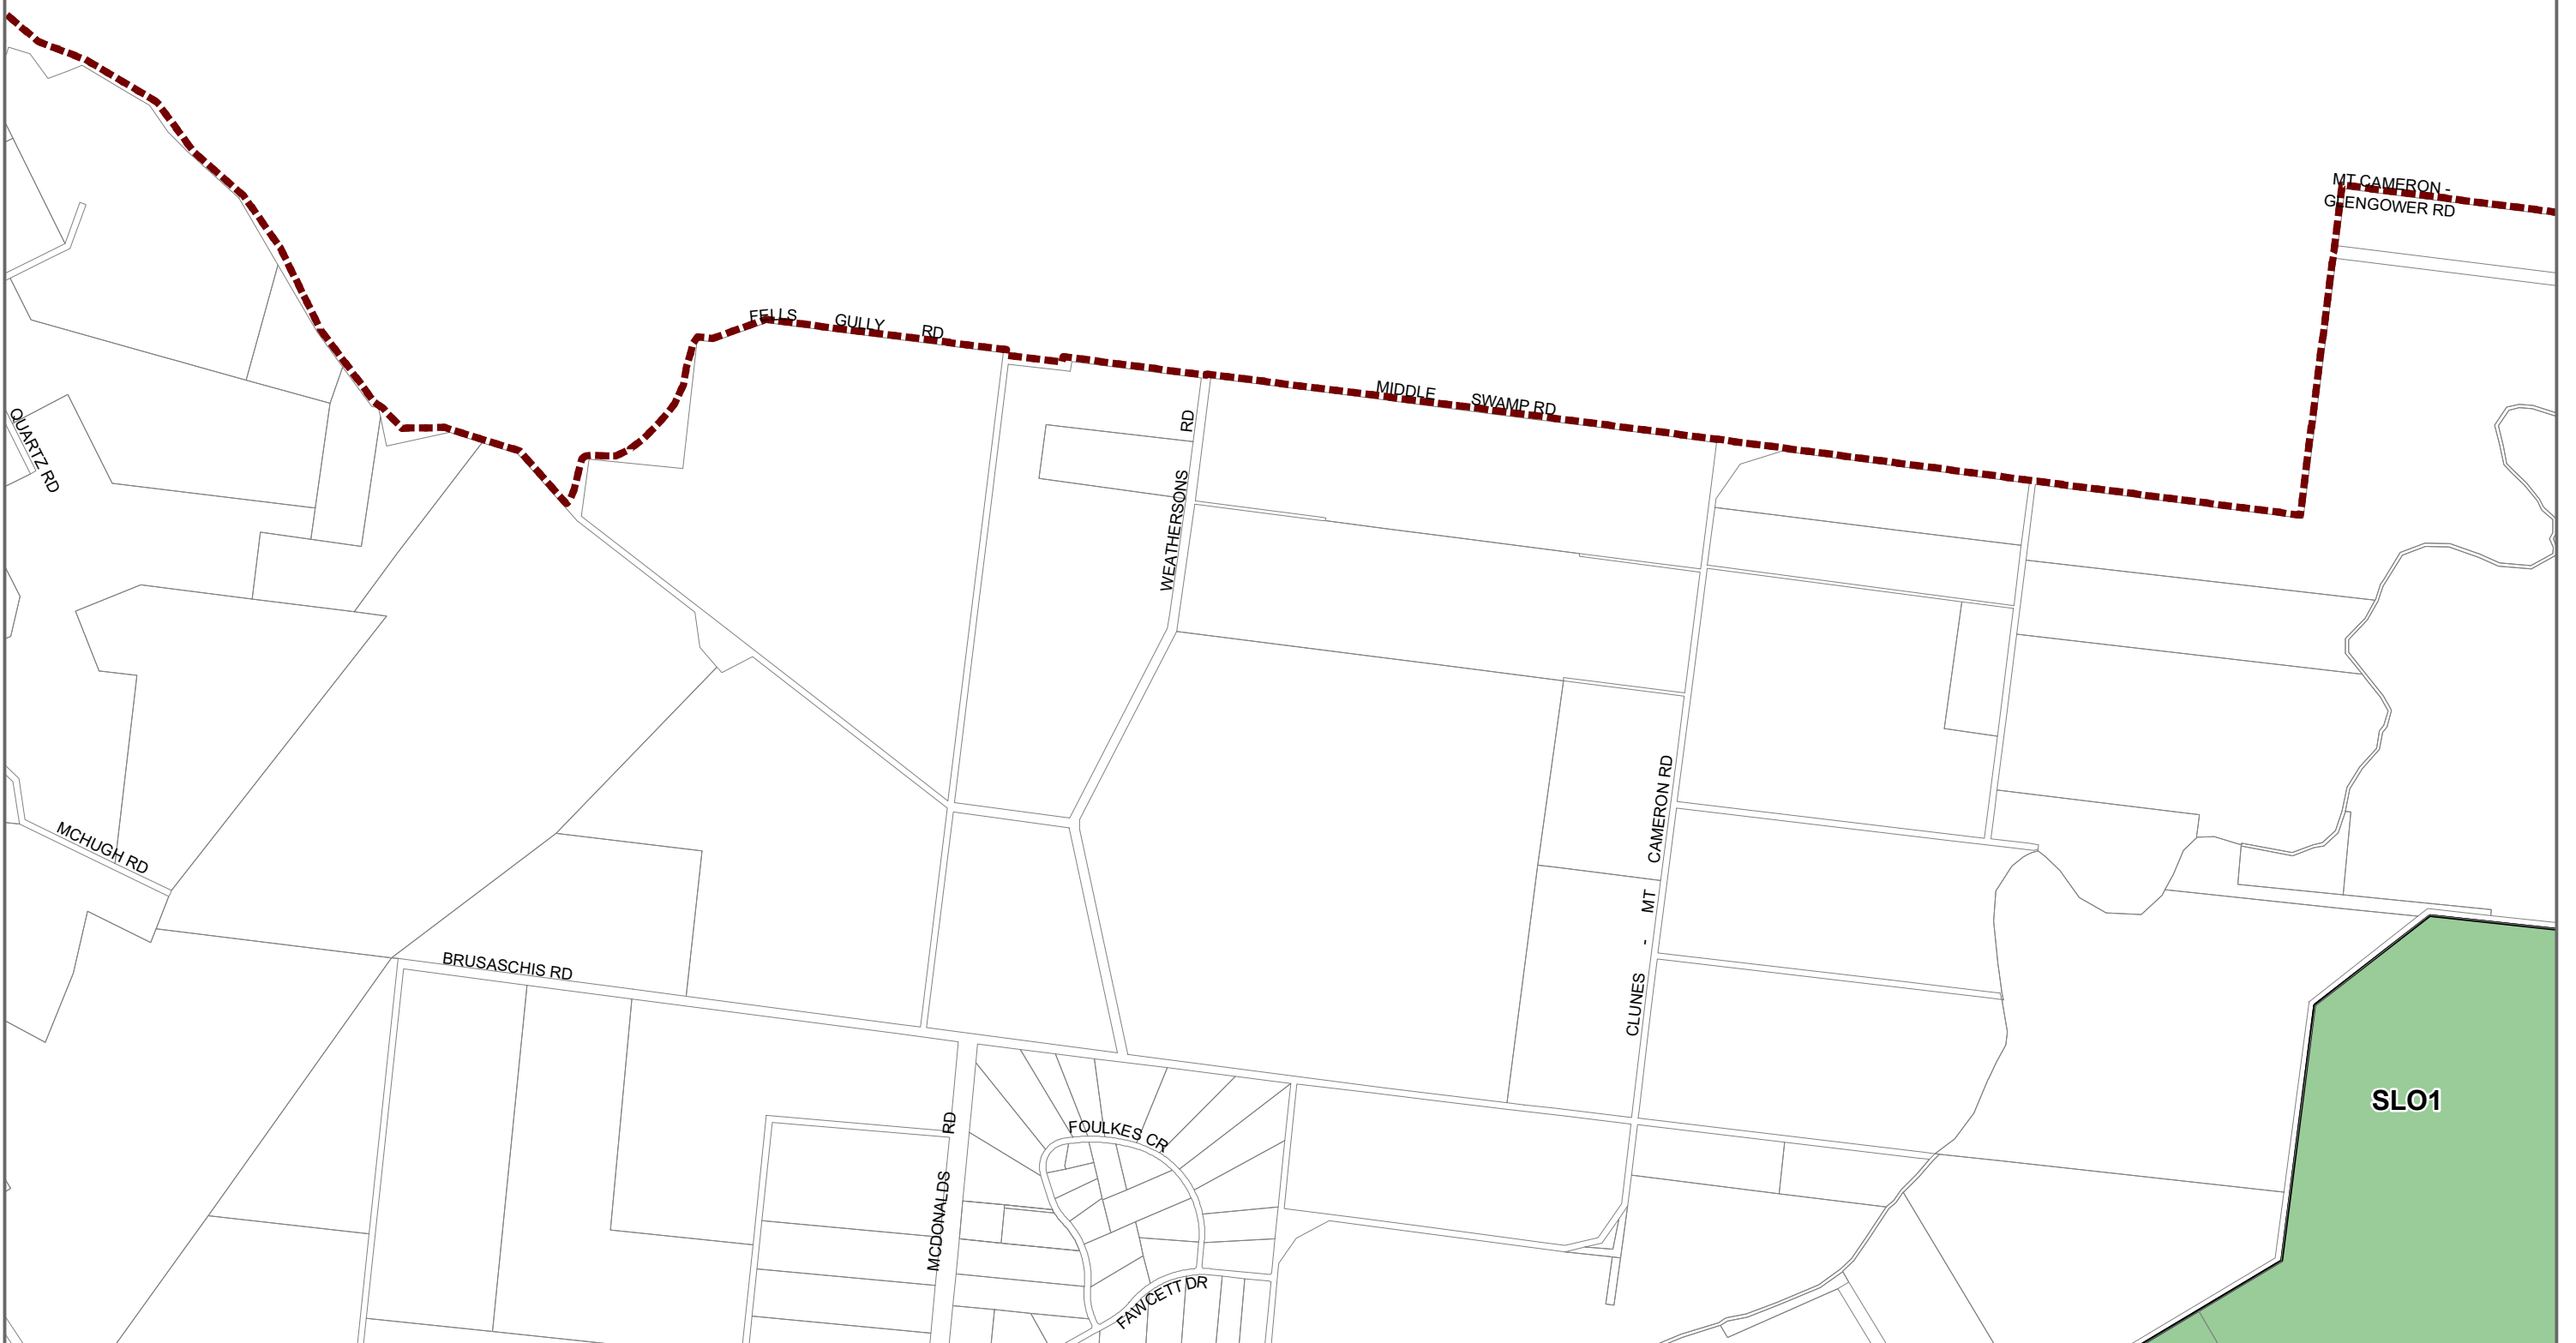 MT CAMERON -
GLENGOWER RD
FELLS GULLY RD
MIDDLE SWAMP RD
WEATHERSONS RD
QUARTZ RD
CLUNES - MT CAMERON RD
MCHUGH RD
BRUSASCHIS RD
SLO1
FOULKES CR
MCDONALDS RD
FAWCETT DR